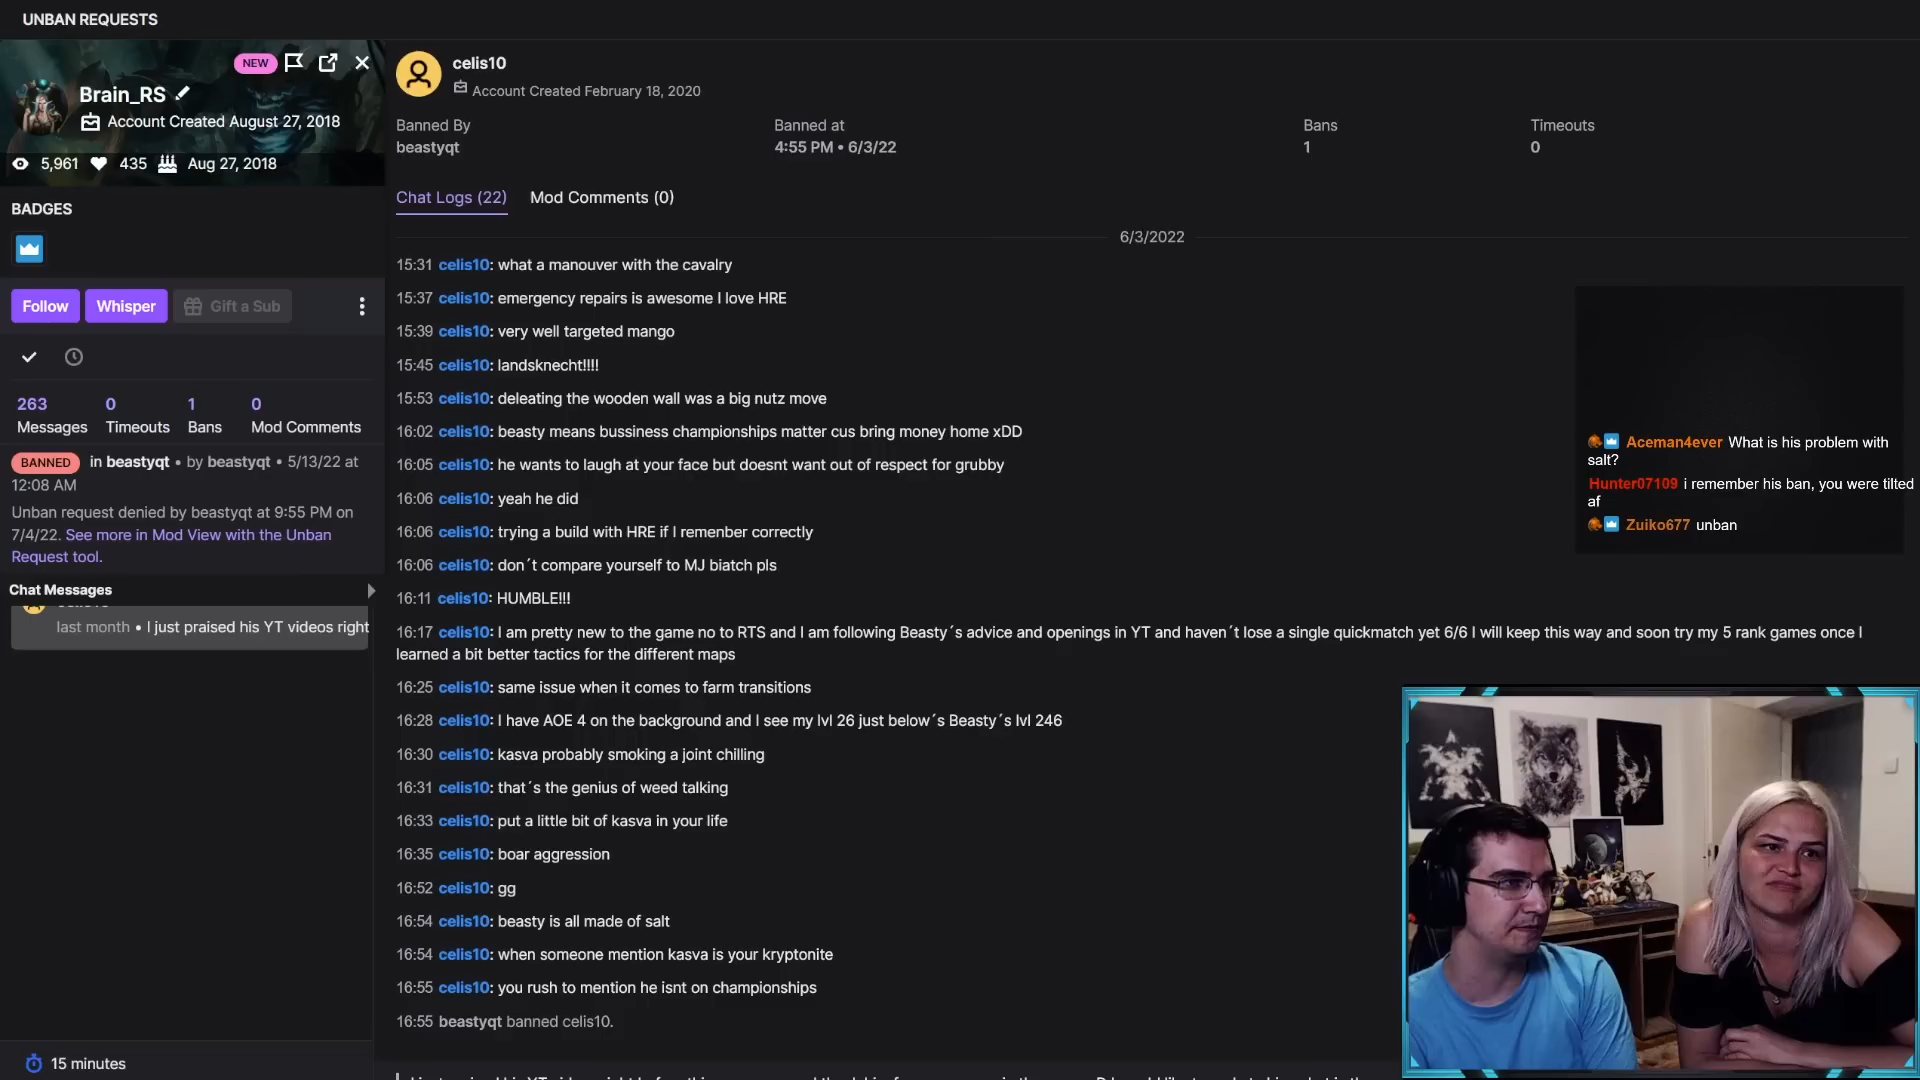 UNBAN REQUESTS
NEW
Brain_RS
Account Created August 27, 2018
5,961 435 Aug 27, 2018
BADGES
Follow Whisper Gift a Sub
263 0 1 0
Messages Timeouts Bans Mod Comments
BANNED in beastyqt • by beastyqt • 5/13/22 at
12:08 AM
Unban request denied by beastyqt at 9:55 PM on
7/4/22. See more in Mod View with the Unban
Request tool.
Chat Messages
last month • I just praised his YT videos right
15 minutes
celis10
Account Created February 18, 2020
Banned By Banned at Bans Timeouts
beastyqt 4:55 PM • 6/3/22 1 0
Chat Logs (22) Mod Comments (0)
6/3/2022
15:31 celis10: what a manouver with the cavalry
15:37 celis10: emergency repairs is awesome I love HRE
15:39 celis10: very well targeted mango
15:45 celis10: landsknecht!!!!
15:53 celis10: deleating the wooden wall was a big nutz move
16:02 celis10: beasty means bussiness championships matter cus bring money home xDD
16:05 celis10: he wants to laugh at your face but doesnt want out of respect for grubby
16:06 celis10: yeah he did
16:06 celis10: trying a build with HRE if I remenber correctly
16:06 celis10: don´t compare yourself to MJ biatch pls
16:11 celis10: HUMBLE!!!
16:17 celis10: I am pretty new to the game no to RTS and I am following Beasty´s advice and openings in YT and haven´t lose a single quickmatch yet 6/6 I will keep this way and soon try my 5 rank games once I
learned a bit better tactics for the different maps
16:25 celis10: same issue when it comes to farm transitions
16:28 celis10: I have AOE 4 on the background and I see my lvl 26 just below´s Beasty´s lvl 246
16:30 celis10: kasva probably smoking a joint chilling
16:31 celis10: that´s the genius of weed talking
16:33 celis10: put a little bit of kasva in your life
16:35 celis10: boar aggression
16:52 celis10: gg
16:54 celis10: beasty is all made of salt
16:54 celis10: when someone mention kasva is your kryptonite
16:55 celis10: you rush to mention he isnt on championships
16:55 beastyqt banned celis10.
Aceman4ever What is his problem with
salt?
Hunter07109 i remember his ban, you were tilted
af
Zuiko677 unban